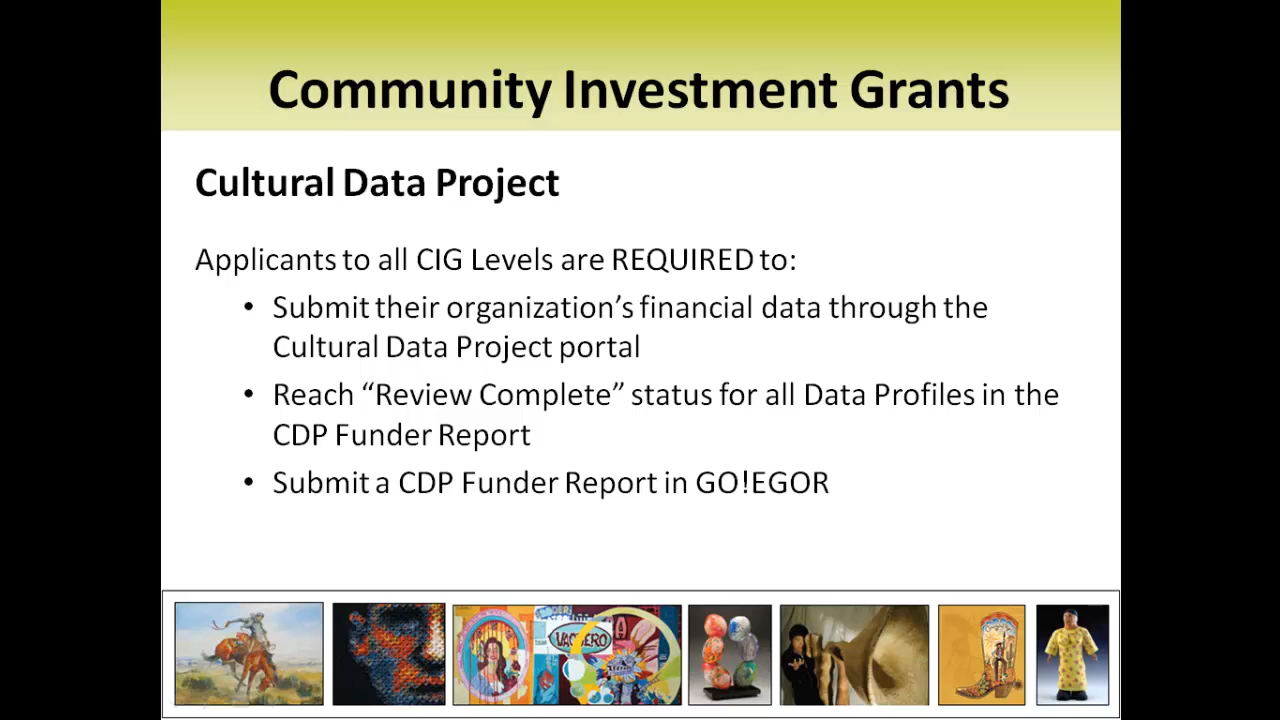 Community Investment Grants
Cultural Data Project
Applicants to all CIG Levels are REQUIRED to:
• Submit their organization’s financial data through the
Cultural Data Project portal
• Reach “Review Complete” status for all Data Profiles in the
CDP Funder Report
• Submit a CDP Funder Report in GO!EGOR
VAQUERO